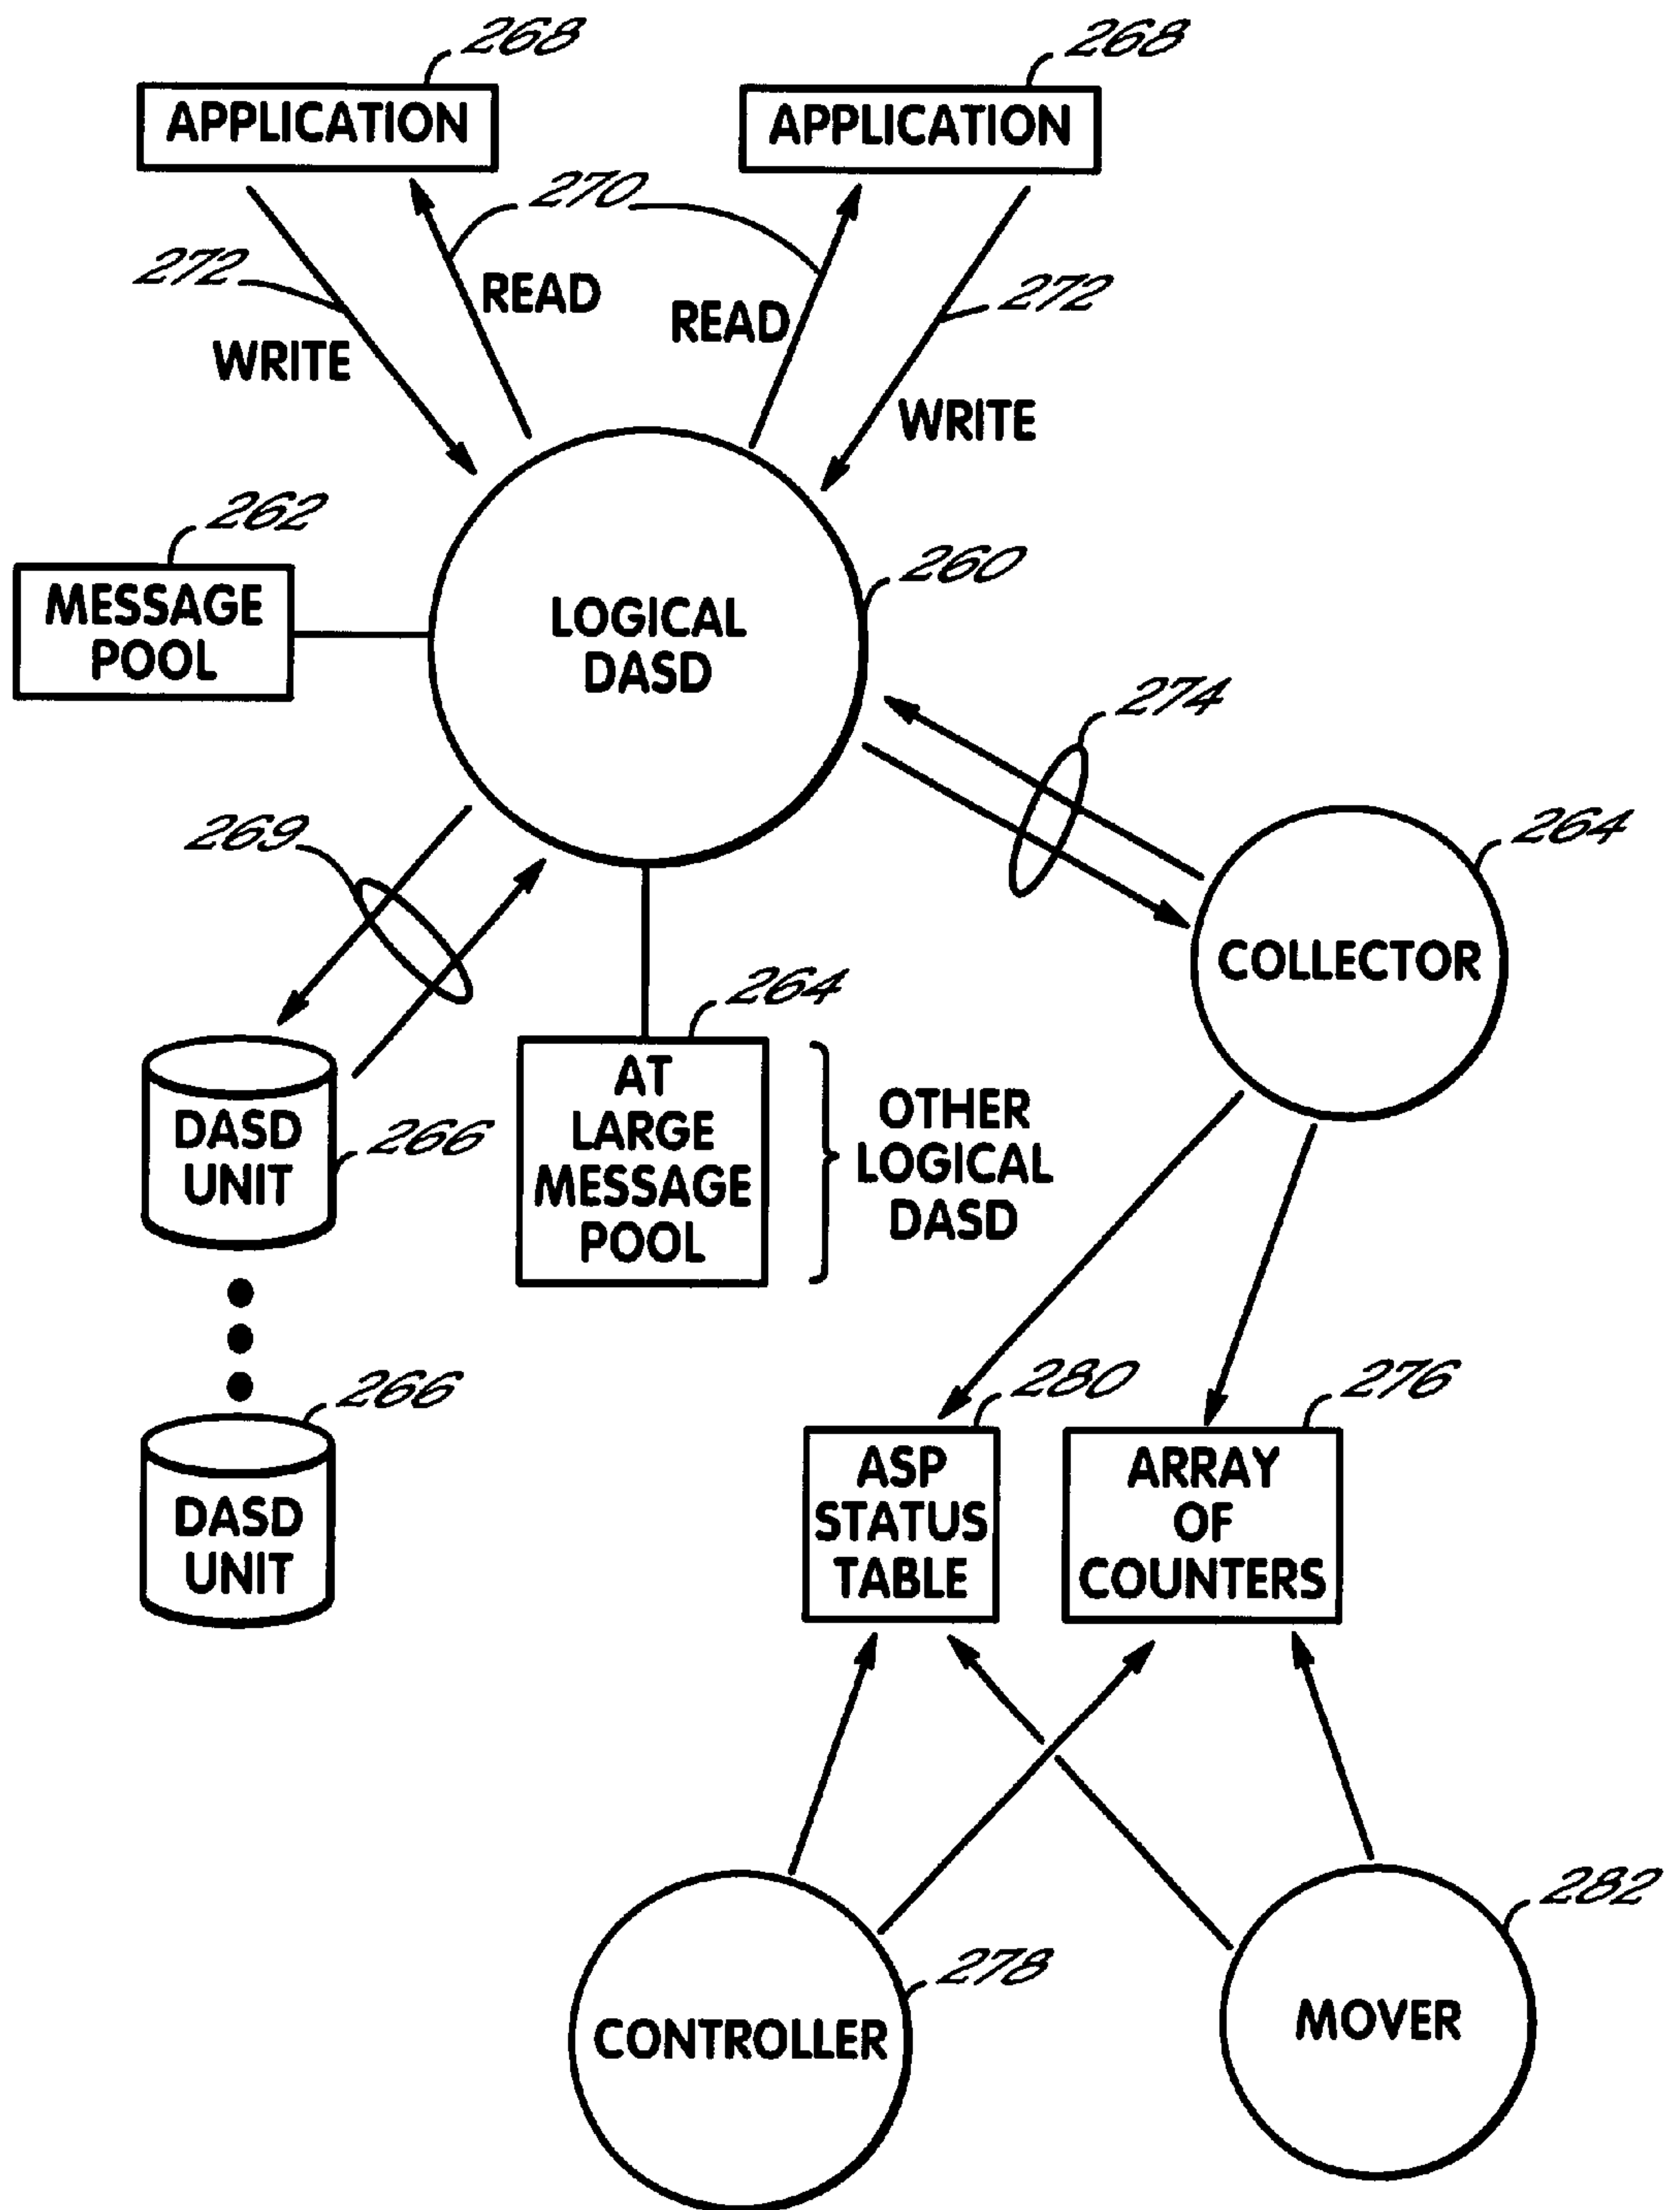 268
268
APPLICATION
APPLICATION
270
272
READ
READ
272
WRITE
WRITE
262
260
MESSAGE
POOL
LOGICAL
DASD
274
269
264
COLLECTOR
264
AT
LARGE
MESSAGE
POOL
OTHER
LOGICAL
DASD
DASD
UNIT
266
266
DASD
UNIT
280
276
ASP
STATUS
TABLE
ARRAY
OF
COUNTERS
282
278
CONTROLLER
MOVER